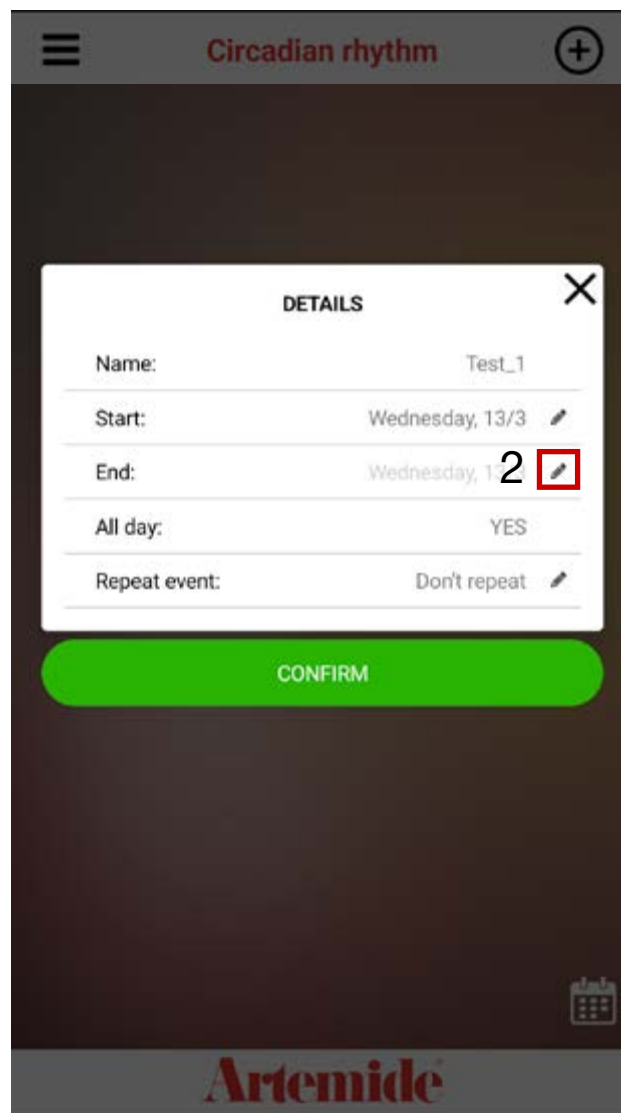 Circadian rhythm
DETAILS
Name: Test_1
Start: Wednesday, 13/3
End: Wednesday, 2
All day: YES
Repeat event: Don't repeat
CONFIRM
Artemide